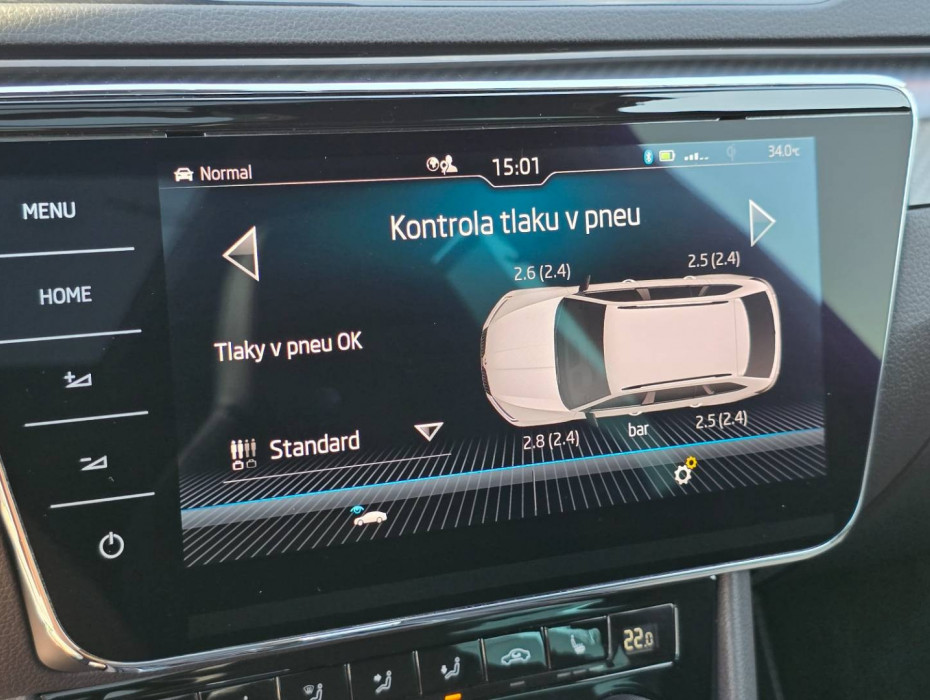 Normal
15:01
34.0°C
MENU
Kontrola tlaku v pneu
2.6 (2.4)
2.5 (2.4)
HOME
Tlaky v pneu OK
Standard
2.8 (2.4)
bar
2.5 (2.4)
22.0